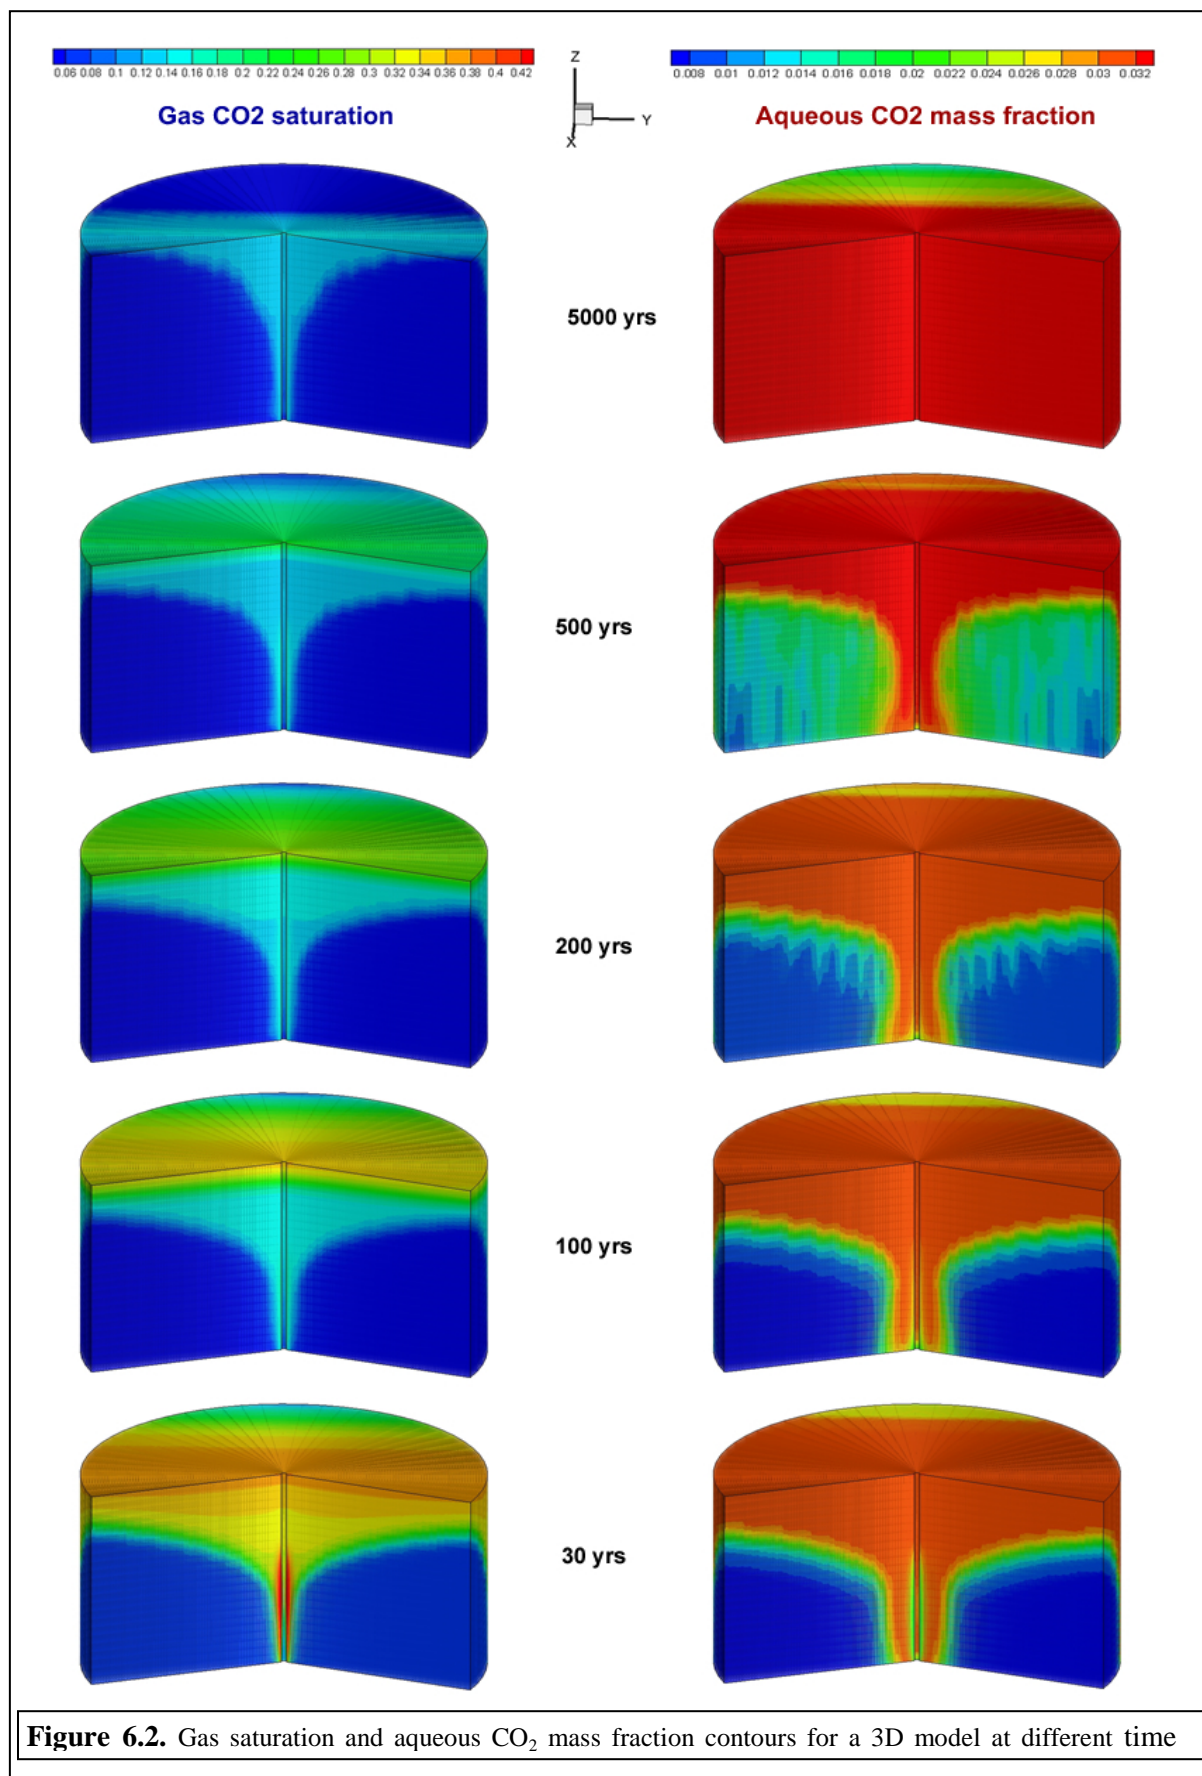 0.06 0.08 0.1 0.12 0.14 0.16 0.18 0.2 0.22 0.24 0.26 0.28 0.3 0.32 0.34 0.36 0.38 0.4 0.42
Gas CO2 saturation
Z
Y
X
0.008 0.01 0.012 0.014 0.016 0.018 0.02 0.022 0.024 0.026 0.028 0.03 0.032
Aqueous CO2 mass fraction
5000 yrs
500 yrs
200 yrs
100 yrs
30 yrs
Figure 6.2. Gas saturation and aqueous CO₂ mass fraction contours for a 3D model at different time